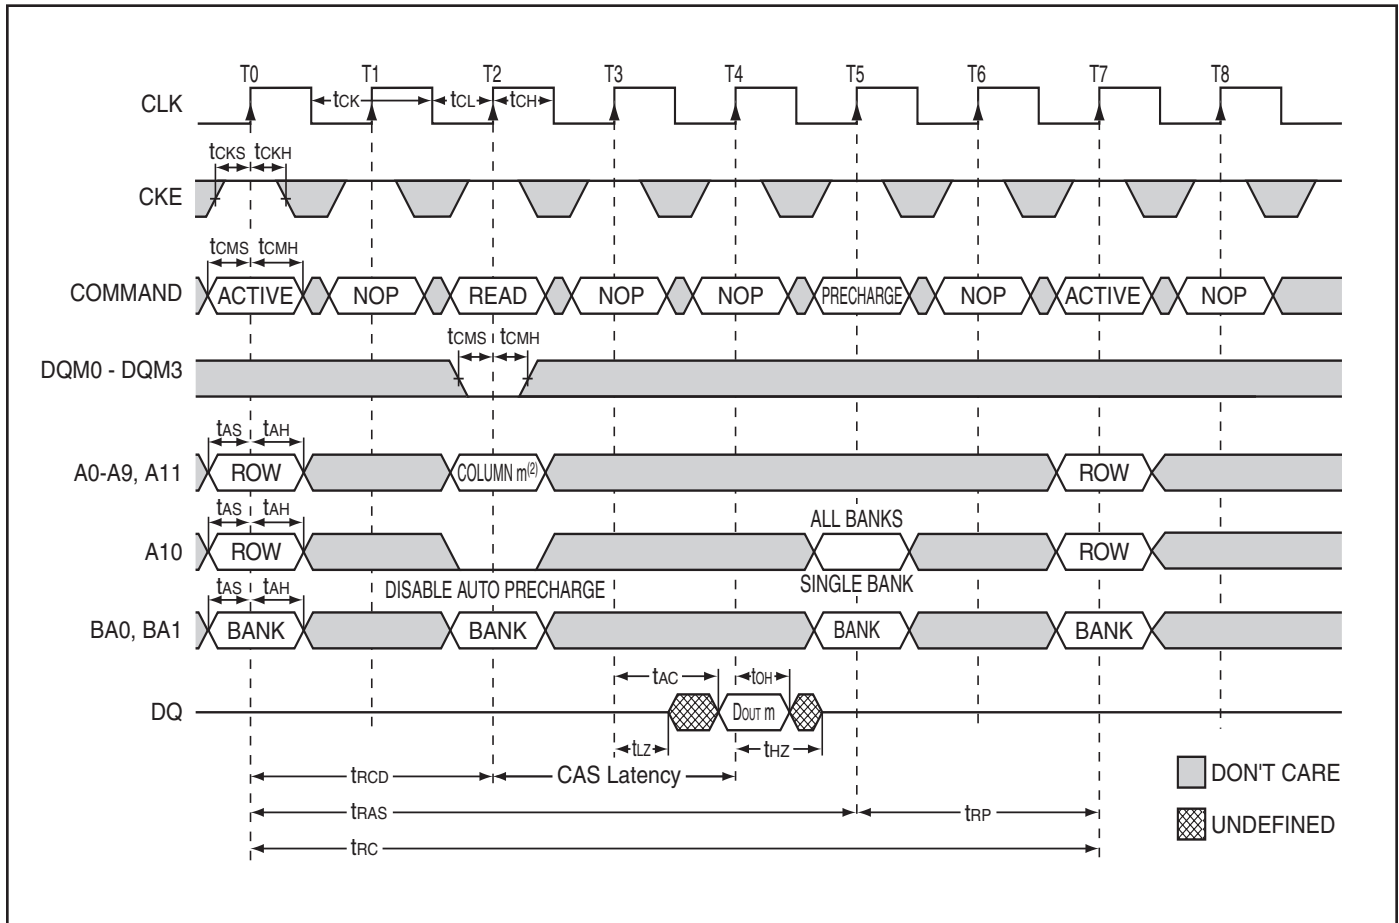 T0 T1 T2 T3 T4 T5 T6 T7 T8
CLK tCK tCL tCH
tCKS tCKH
CKE
tCMS tCMH
COMMAND ACTIVE NOP READ NOP NOP PRECHARGE NOP ACTIVE NOP
tCMS tCMH
DQM0 - DQM3
tAS tAH
A0-A9, A11 ROW COLUMN m(2) ROW
tAS tAH ALL BANKS
A10 ROW ROW
DISABLE AUTO PRECHARGE SINGLE BANK
tAS tAH
BA0, BA1 BANK BANK BANK BANK
tAC tOH
DQ DOUT m
tLZ tHZ
tRCD CAS Latency
DON'T CARE
tRAS tRP
UNDEFINED
tRC